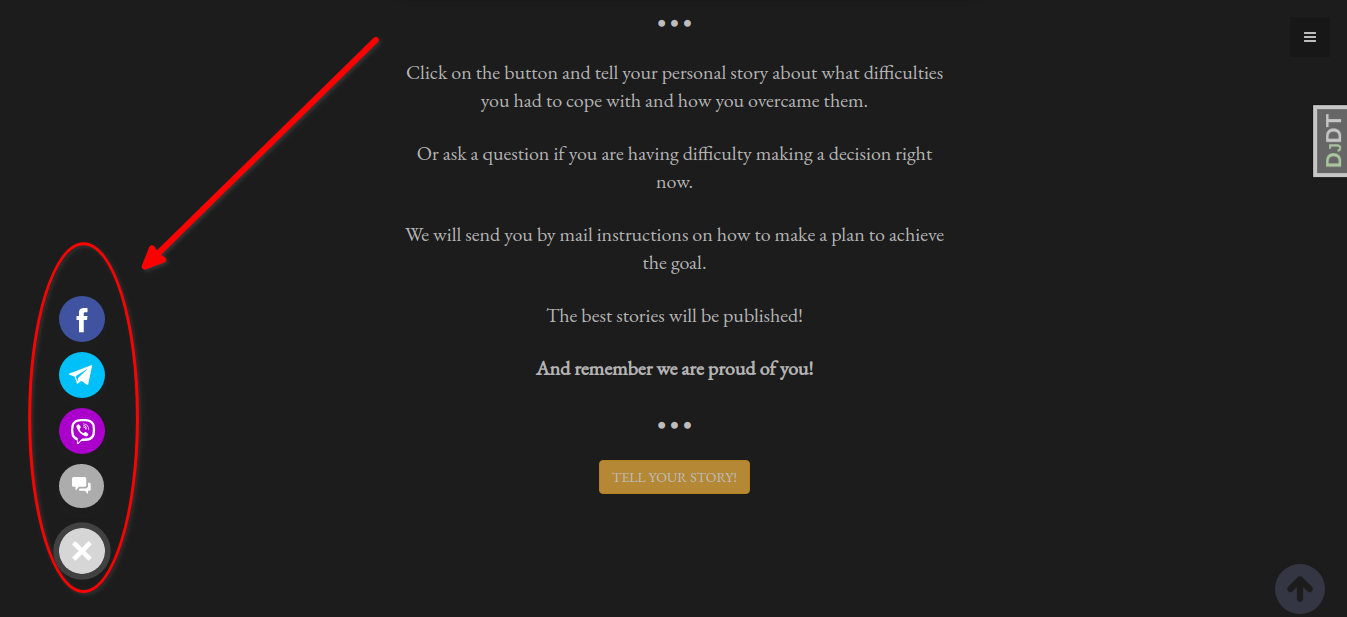 Click on the button and tell your personal story about what difficulties
you had to cope with and how you overcame them.
Or ask a question if you are having difficulty making a decision right
now.
We will send you by mail instructions on how to make a plan to achieve
the goal.
The best stories will be published!
And remember we are proud of you!
TELL YOUR STORY!
DJDT